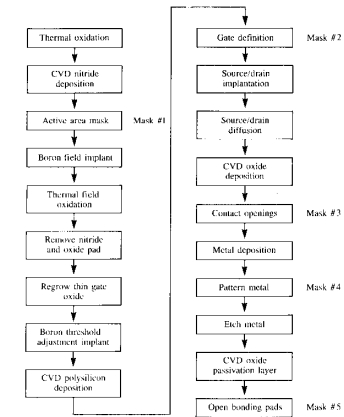 Thermal oxidation
CVD nitride
deposition
Active area mask
Mask #1
Boron field implant
Thermal field
oxidation
Remove nitride
and oxide pad
Regrow thin gate
oxide
Boron threshold
adjustment implant
CVD polysilicon
deposition
Gate definition
Mask #2
Source/drain
implantation
Source/drain
diffusion
CVD oxide
deposition
Contact openings
Mask #3
Metal deposition
Pattern metal
Mask #4
Etch metal
CVD oxide
passivation layer
Open bonding pads
Mask #5